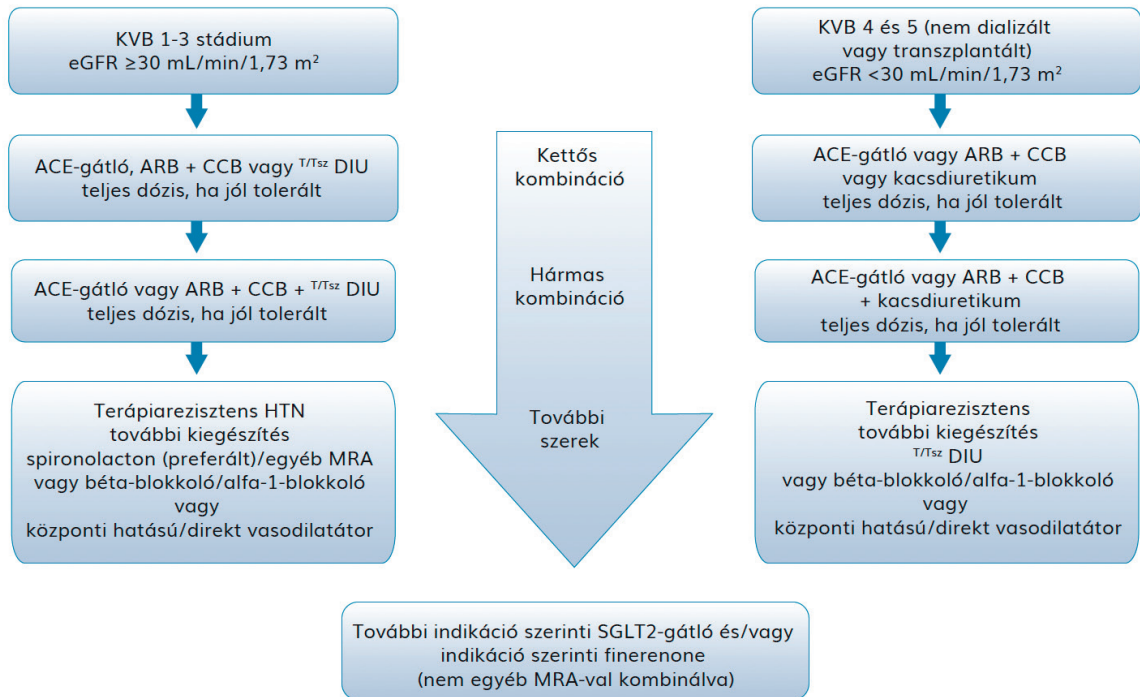 KVB 1-3 stádium
eGFR ≥30 mL/min/1,73 m²
ACE-gátló, ARB + CCB vagy T/Tsz DIU
teljes dózis, ha jól tolerált
ACE-gátló vagy ARB + CCB + T/Tsz DIU
teljes dózis, ha jól tolerált
Terápiarezisztens HTN
további kiegészítés
spironolacton (preferált)/egyéb MRA
vagy béta-blokkoló/alfa-1-blokkoló
vagy
központi hatású/direkt vasodilatátor
Kettős
kombináció
Hármas
kombináció
További
szerek
KVB 4 és 5 (nem dializált
vagy transzplantált)
eGFR <30 mL/min/1,73 m²
ACE-gátló vagy ARB + CCB
vagy kacsdiuretikum
teljes dózis, ha jól tolerált
ACE-gátló vagy ARB + CCB
+ kacsdiuretikum
teljes dózis, ha jól tolerált
Terápiarezisztens
további kiegészítés
T/Tsz DIU
vagy béta-blokkoló/alfa-1-blokkoló
vagy
központi hatású/direkt vasodilatátor
További indikáció szerinti SGLT2-gátló és/vagy
indikáció szerinti finerenone
(nem egyéb MRA-val kombinálva)